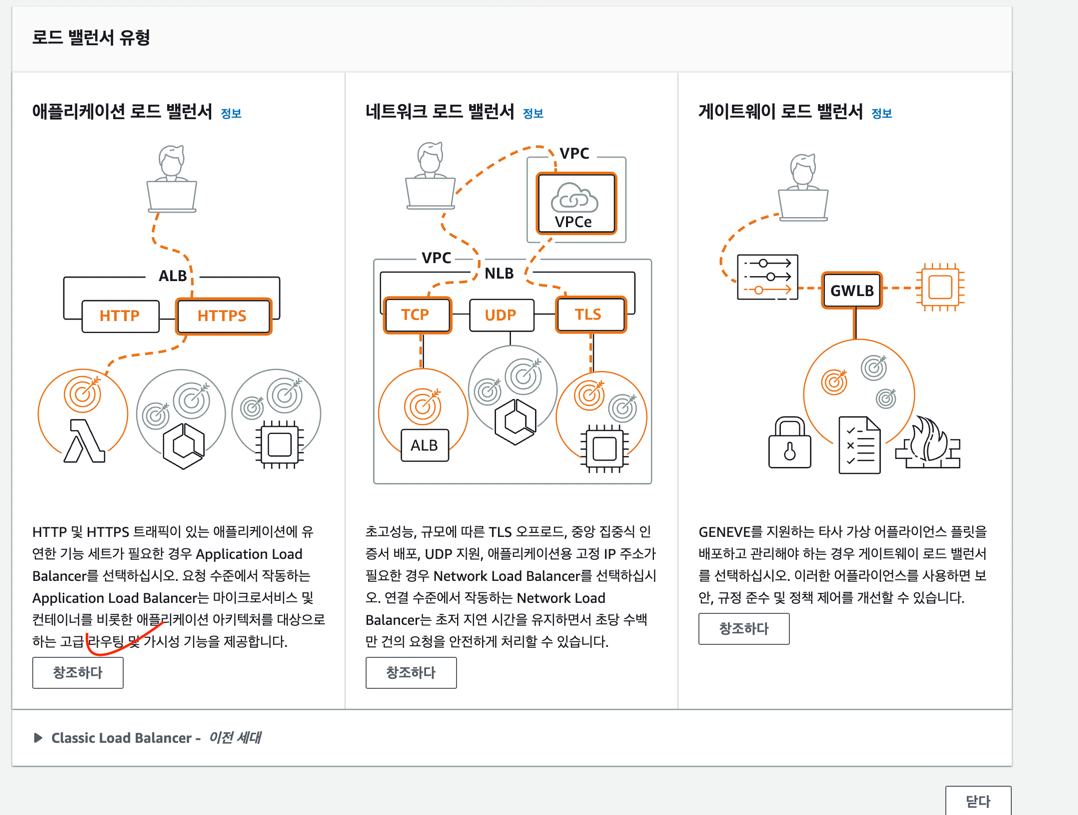 로드 밸런서 유형
애플리케이션 로드 밸런서 정보
VPC
VPCe
VPC
ALB
NLB
HTTP
HTTPS
TCP
UDP
TLS
ALB
HTTP 및 HTTPS 트래픽이 있는 애플리케이션에 유
연한 기능 세트가 필요한 경우 Application Load
Balancer를 선택하십시오. 요청 수준에서 작동하는
Application Load Balancer는 마이크로서비스 및
컨테이너를 비롯한 애플리케이션 아키텍처를 대상으로
하는 고급 라우팅 및 가시성 기능을 제공합니다.
창조하다
네트워크 로드 밸런서 정보
초고성능, 규모에 따른 TLS 오프로드, 중앙 집중식 인
증서 배포, UDP 지원, 애플리케이션용 고정 IP 주소가
필요한 경우 Network Load Balancer를 선택하십시
오. 연결 수준에서 작동하는 Network Load
Balancer는 초저 지연 시간을 유지하면서 초당 수백
만 건의 요청을 안전하게 처리할 수 있습니다.
창조하다
게이트웨이 로드 밸런서 정보
GWLB
GENEVE를 지원하는 타사 가상 어플라이언스 플릿을
배포하고 관리해야 하는 경우 게이트웨이 로드 밸런서
를 선택하십시오. 이러한 어플라이언스를 사용하면 보
안, 규정 준수 및 정책 제어를 개선할 수 있습니다.
창조하다
Classic Load Balancer - 이전 세대
닫다